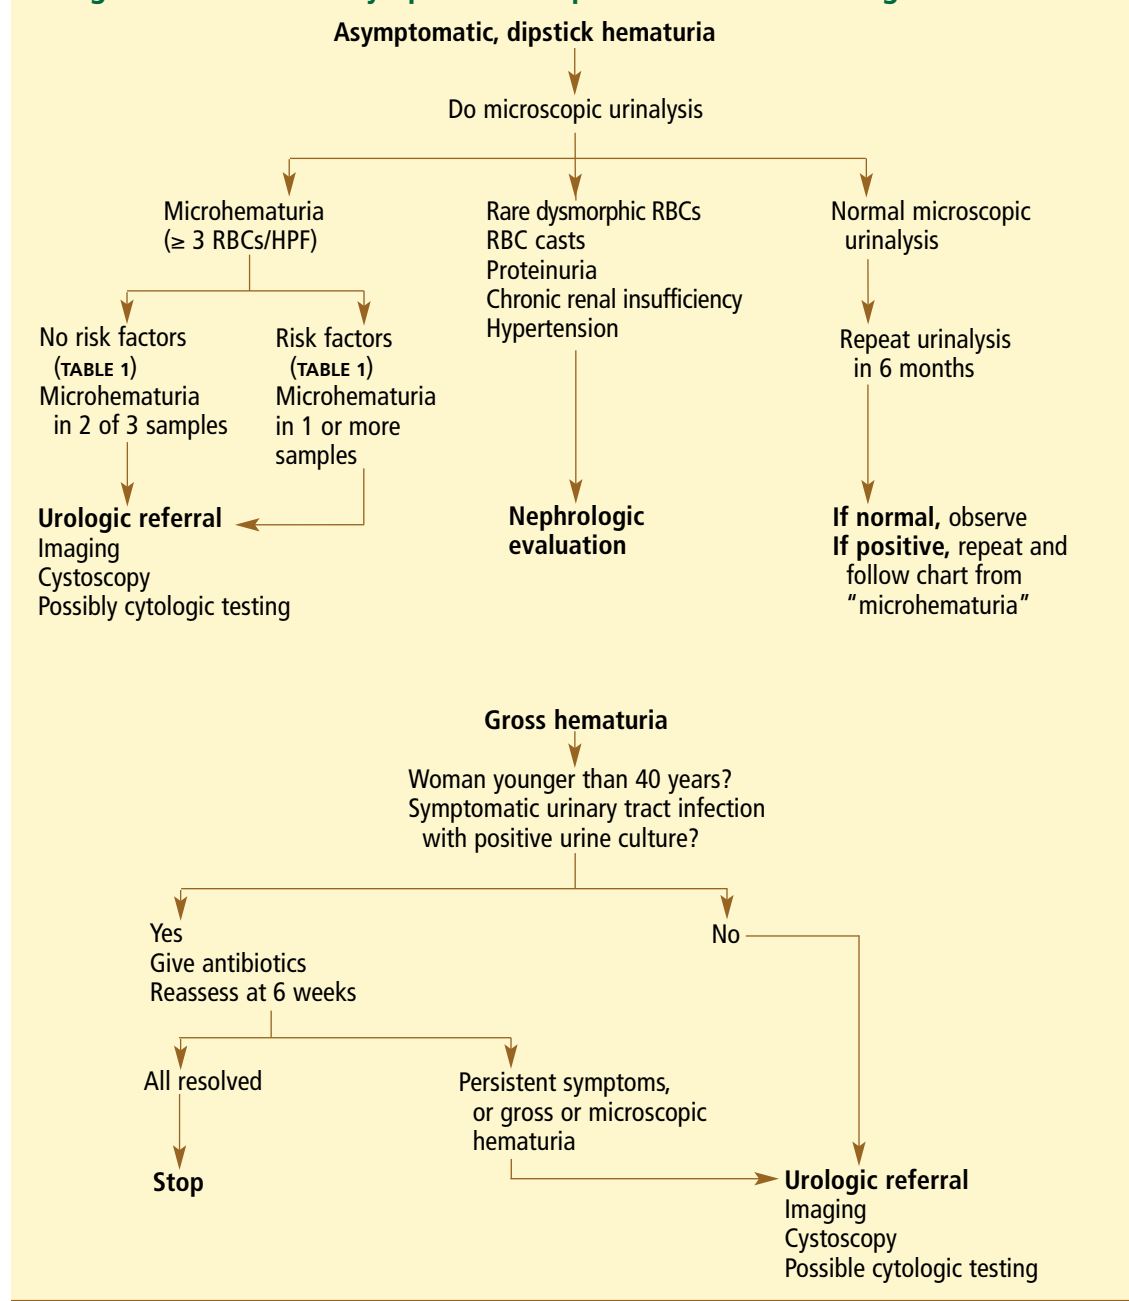 Asymptomatic, dipstick hematuria
Do microscopic urinalysis
Microhematuria
(≥ 3 RBCs/HPF)
No risk factors
(TABLE 1)
Microhematuria
in 2 of 3 samples
Risk factors
(TABLE 1)
Microhematuria
in 1 or more
samples
Urologic referral
Imaging
Cystoscopy
Possibly cytologic testing
Rare dysmorphic RBCs
RBC casts
Proteinuria
Chronic renal insufficiency
Hypertension
Nephrologic
evaluation
Normal microscopic
urinalysis
Repeat urinalysis
in 6 months
If normal, observe
If positive, repeat and
follow chart from
“microhematuria”
Gross hematuria
Woman younger than 40 years?
Symptomatic urinary tract infection
with positive urine culture?
Yes
Give antibiotics
Reassess at 6 weeks
No
All resolved
Stop
Persistent symptoms,
or gross or microscopic
hematuria
Urologic referral
Imaging
Cystoscopy
Possible cytologic testing